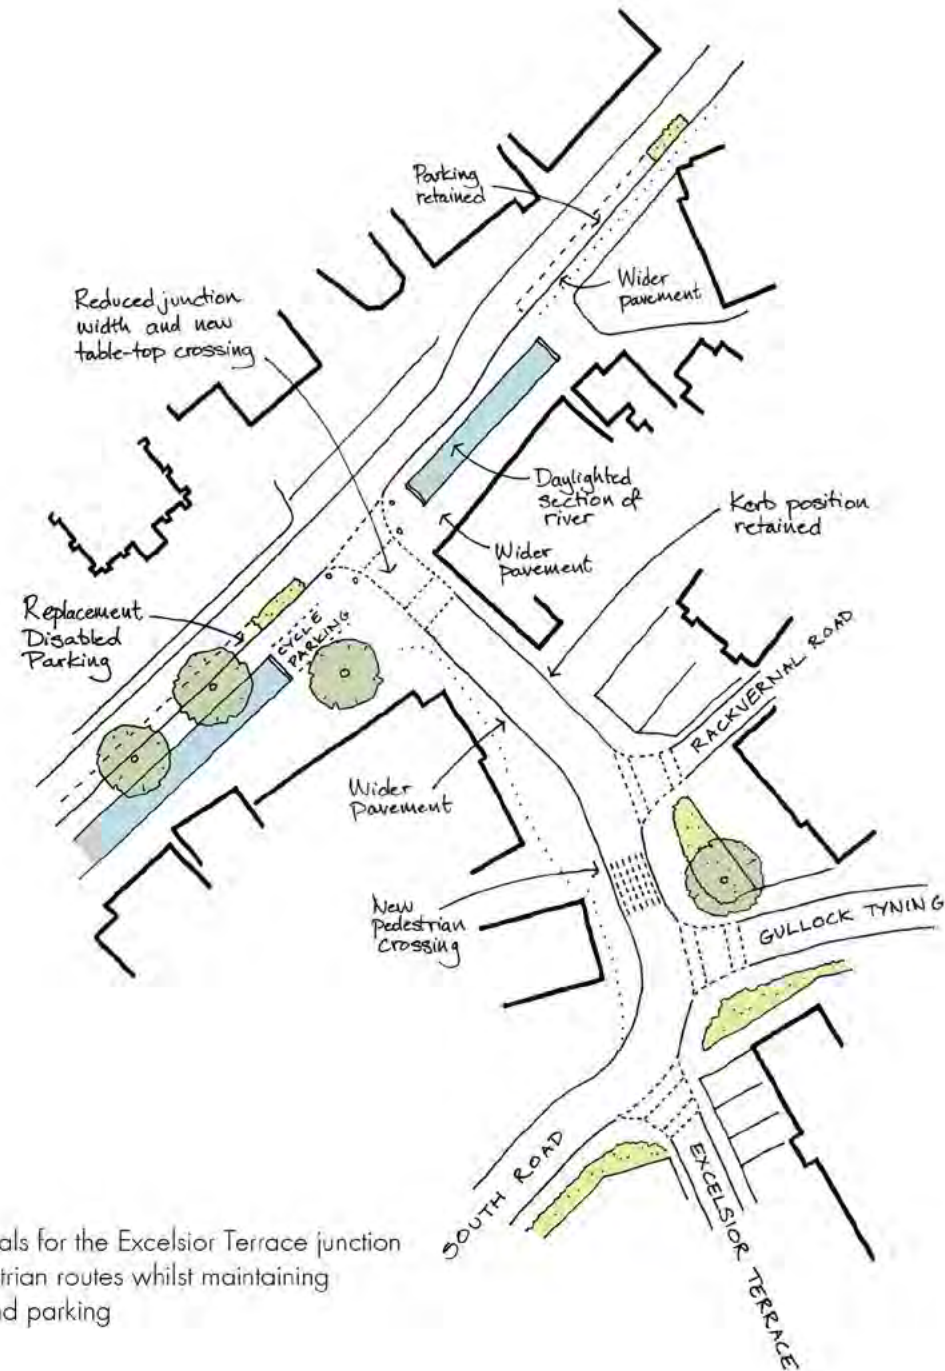 Parking
retained
Wider
pavement
Reduced junction
width and new
table-top crossing
Daylighted
section of
river
Kerb position
retained
Wider
pavement
Replacement
Disabled
Parking
CYCLE
PARKING
RACKVERNAL ROAD
Wider
Pavement
New
Pedestrian
Crossing
GULLOCK TYNING
SOUTH ROAD
EXCELSIOR TERRACE
als for the Excelsior Terrace junction
trian routes whilst maintaining
nd parking